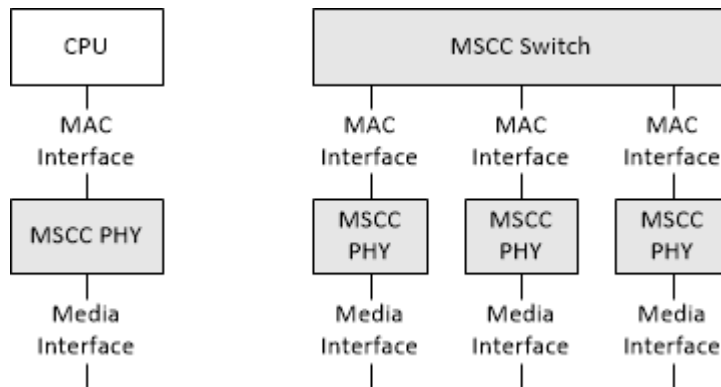 CPU
MAC
Interface
MSCC PHY
Media
Interface
MSCC Switch
MAC
Interface
MAC
Interface
MAC
Interface
MSCC
PHY
MSCC
PHY
MSCC
PHY
Media
Interface
Media
Interface
Media
Interface